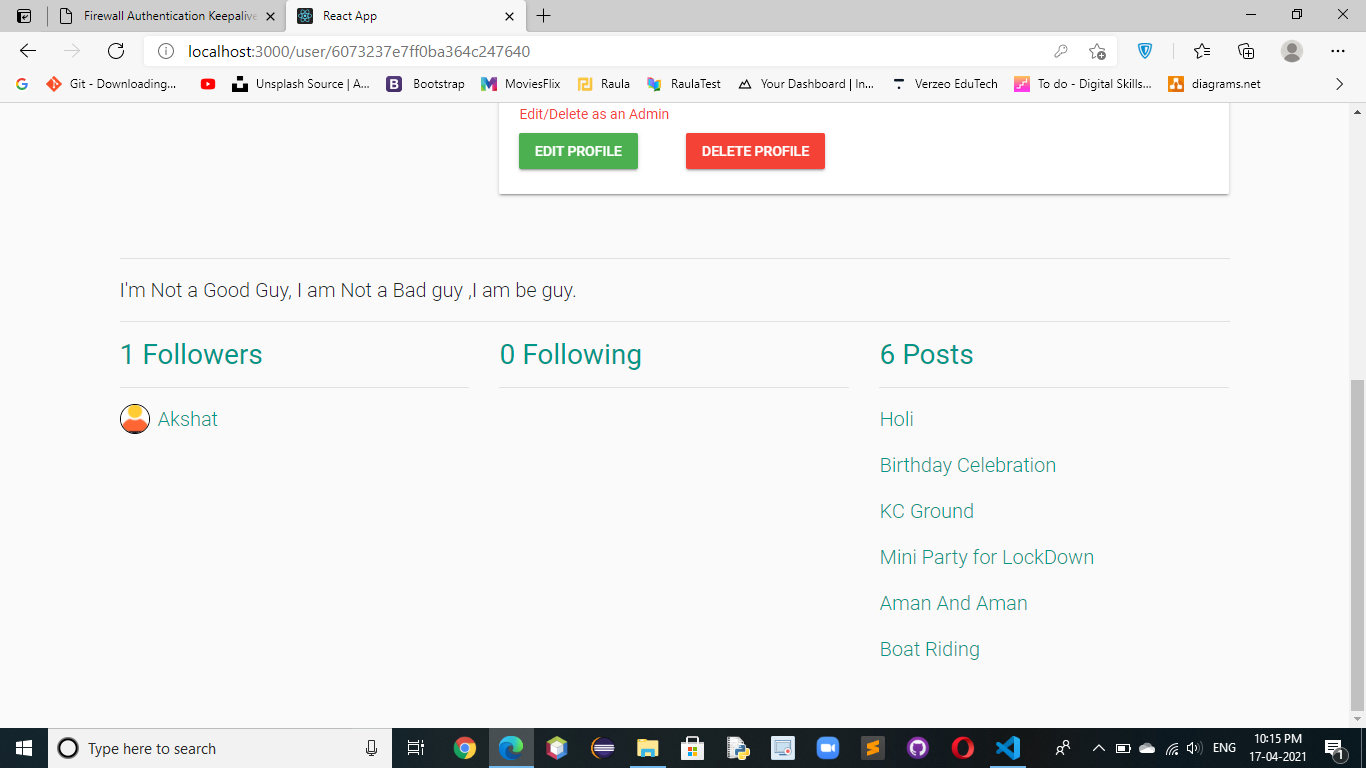 Firewall Authentication Keepalive
React App
localhost:3000/user/6073237e7ff0ba364c247640
G Git - Downloading... Unsplash Source | A... B Bootstrap MoviesFlix Raula RaulaTest Your Dashboard | In... Verzeo EduTech To do - Digital Skills... diagrams.net
Edit/Delete as an Admin
EDIT PROFILE DELETE PROFILE
I'm Not a Good Guy, I am Not a Bad guy ,I am be guy.
1 Followers 0 Following 6 Posts
Akshat Holi
Birthday Celebration
KC Ground
Mini Party for LockDown
Aman And Aman
Boat Riding
Type here to search ENG 10:15 PM
17-04-2021 1